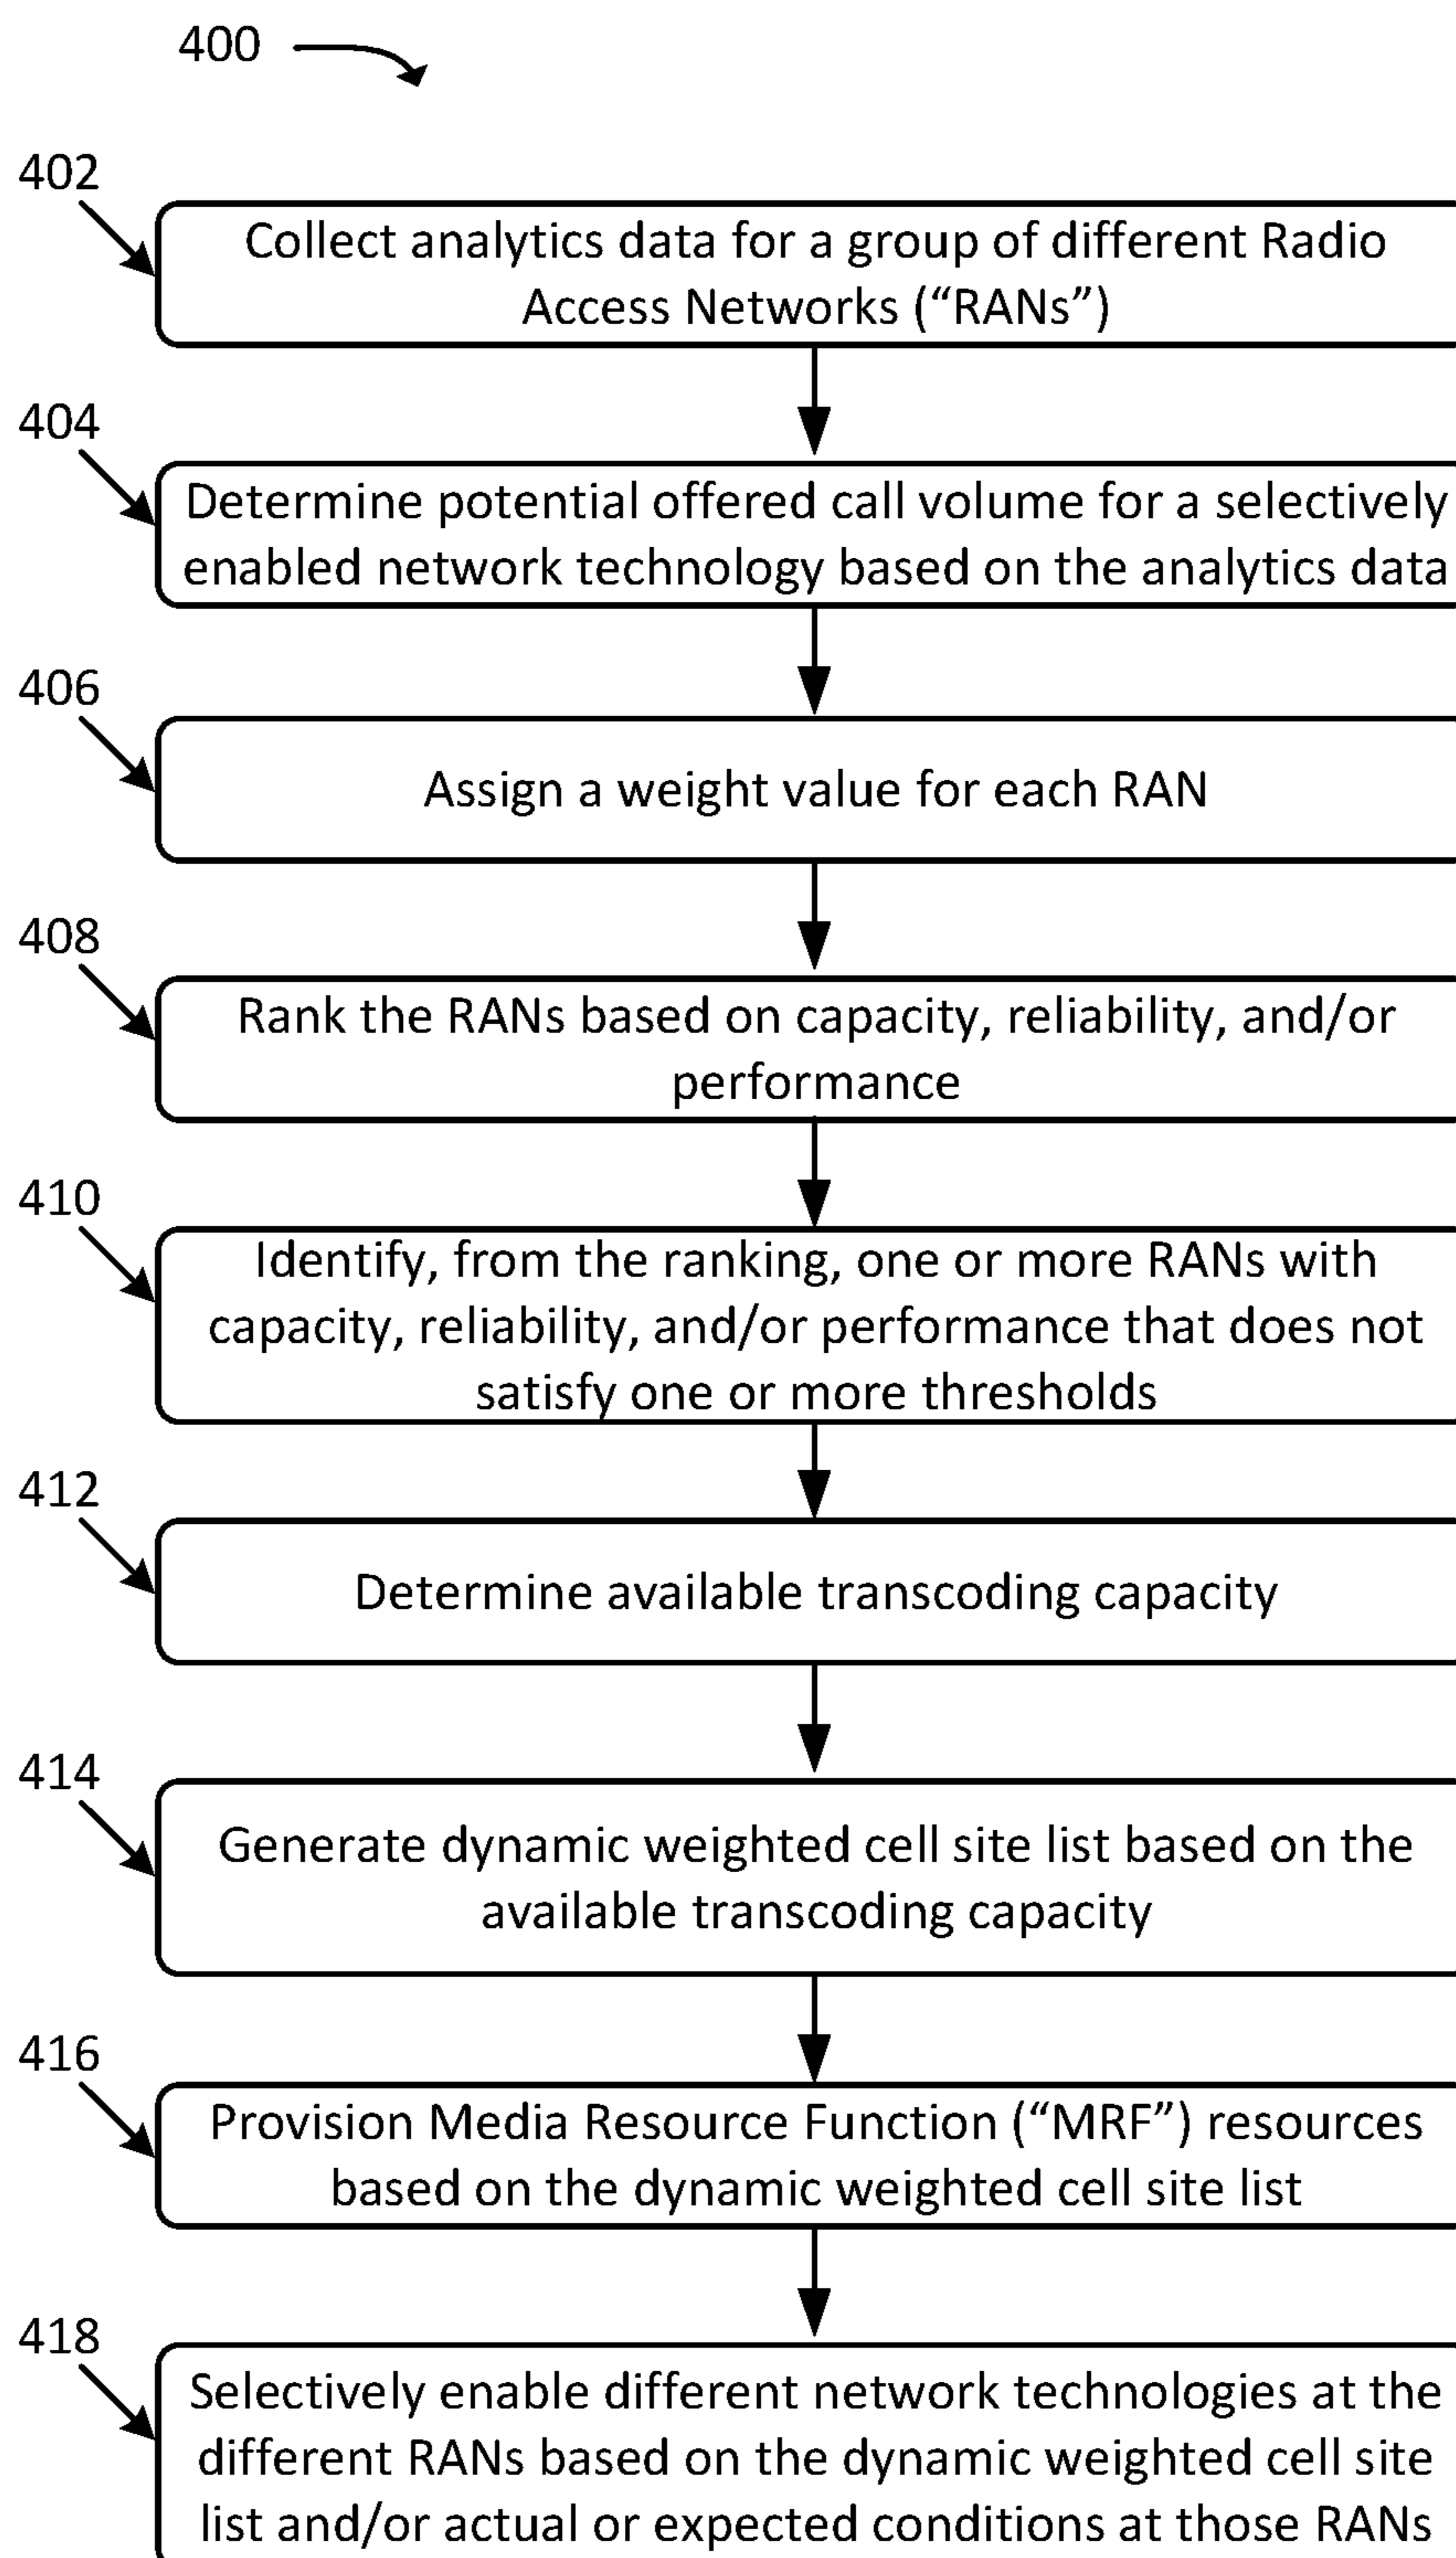 400
402
Collect analytics data for a group of different Radio
Access Networks (“RANs”)
404
Determine potential offered call volume for a selectively
enabled network technology based on the analytics data
406
Assign a weight value for each RAN
408
Rank the RANs based on capacity, reliability, and/or
performance
410
Identify, from the ranking, one or more RANs with
capacity, reliability, and/or performance that does not
satisfy one or more thresholds
412
Determine available transcoding capacity
414
Generate dynamic weighted cell site list based on the
available transcoding capacity
416
Provision Media Resource Function (“MRF”) resources
based on the dynamic weighted cell site list
418
Selectively enable different network technologies at the
different RANs based on the dynamic weighted cell site
list and/or actual or expected conditions at those RANs